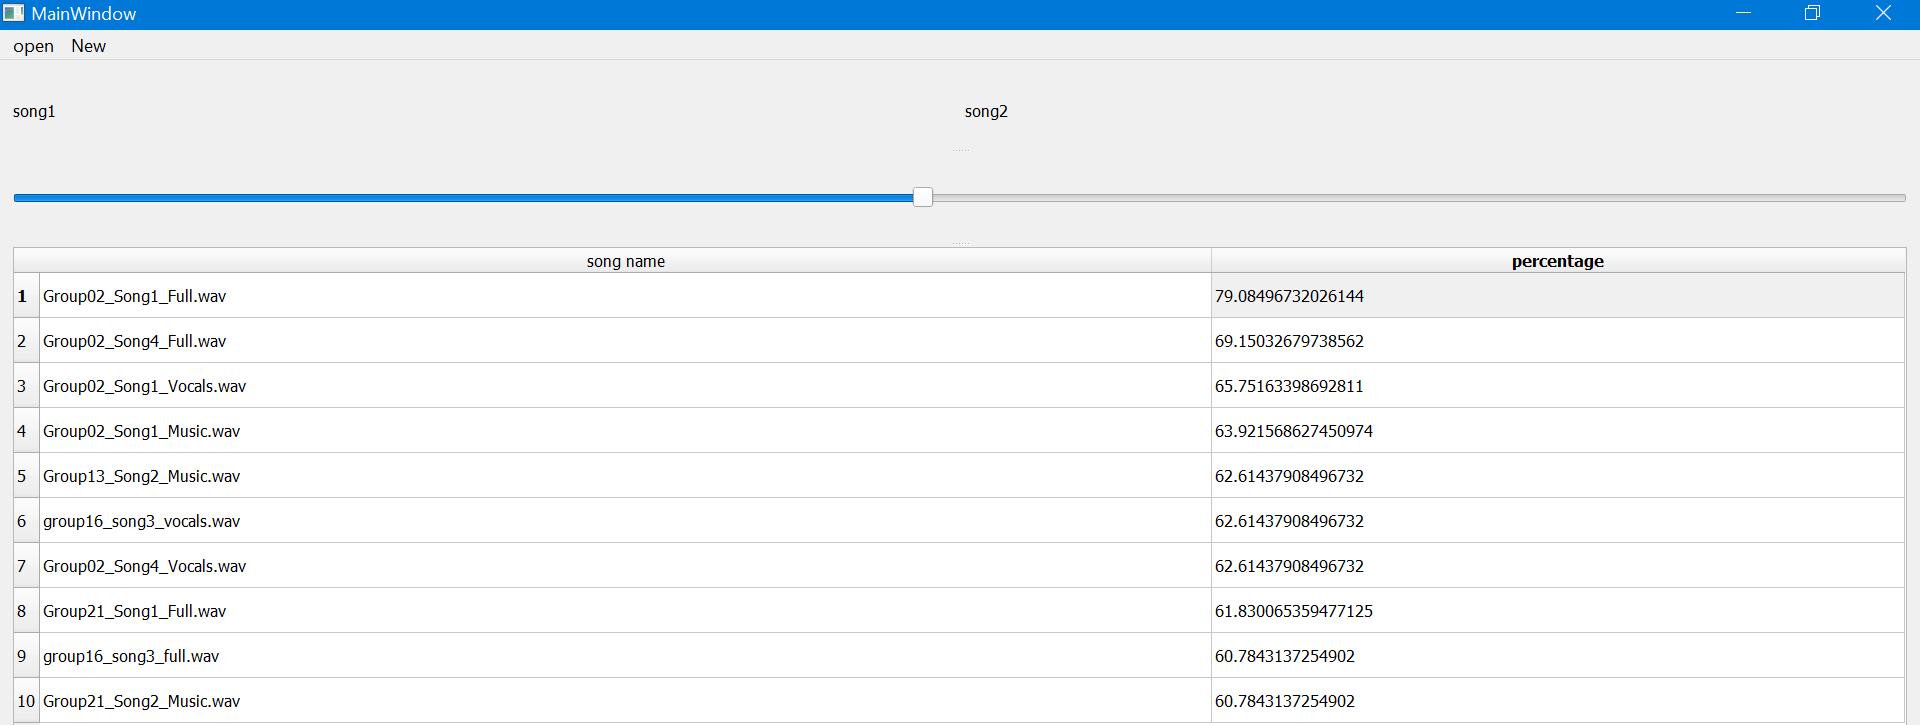 MainWindow
open New
song1 song2
song name percentage
1 Group02_Song1_Full.wav 79.08496732026144
2 Group02_Song4_Full.wav 69.15032679738562
3 Group02_Song1_Vocals.wav 65.75163398692811
4 Group02_Song1_Music.wav 63.921568627450974
5 Group13_Song2_Music.wav 62.61437908496732
6 group16_song3_vocals.wav 62.61437908496732
7 Group02_Song4_Vocals.wav 62.61437908496732
8 Group21_Song1_Full.wav 61.830065359477125
9 group16_song3_full.wav 60.7843137254902
10 Group21_Song2_Music.wav 60.7843137254902